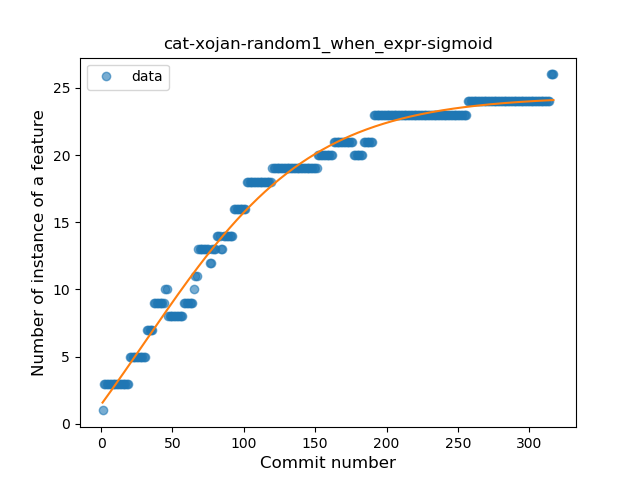 cat-xojan-random1_when_expr-sigmoid
data
Number of instance of a feature
25
20
15
10
5
0
0 50 100 150 200 250 300
Commit number